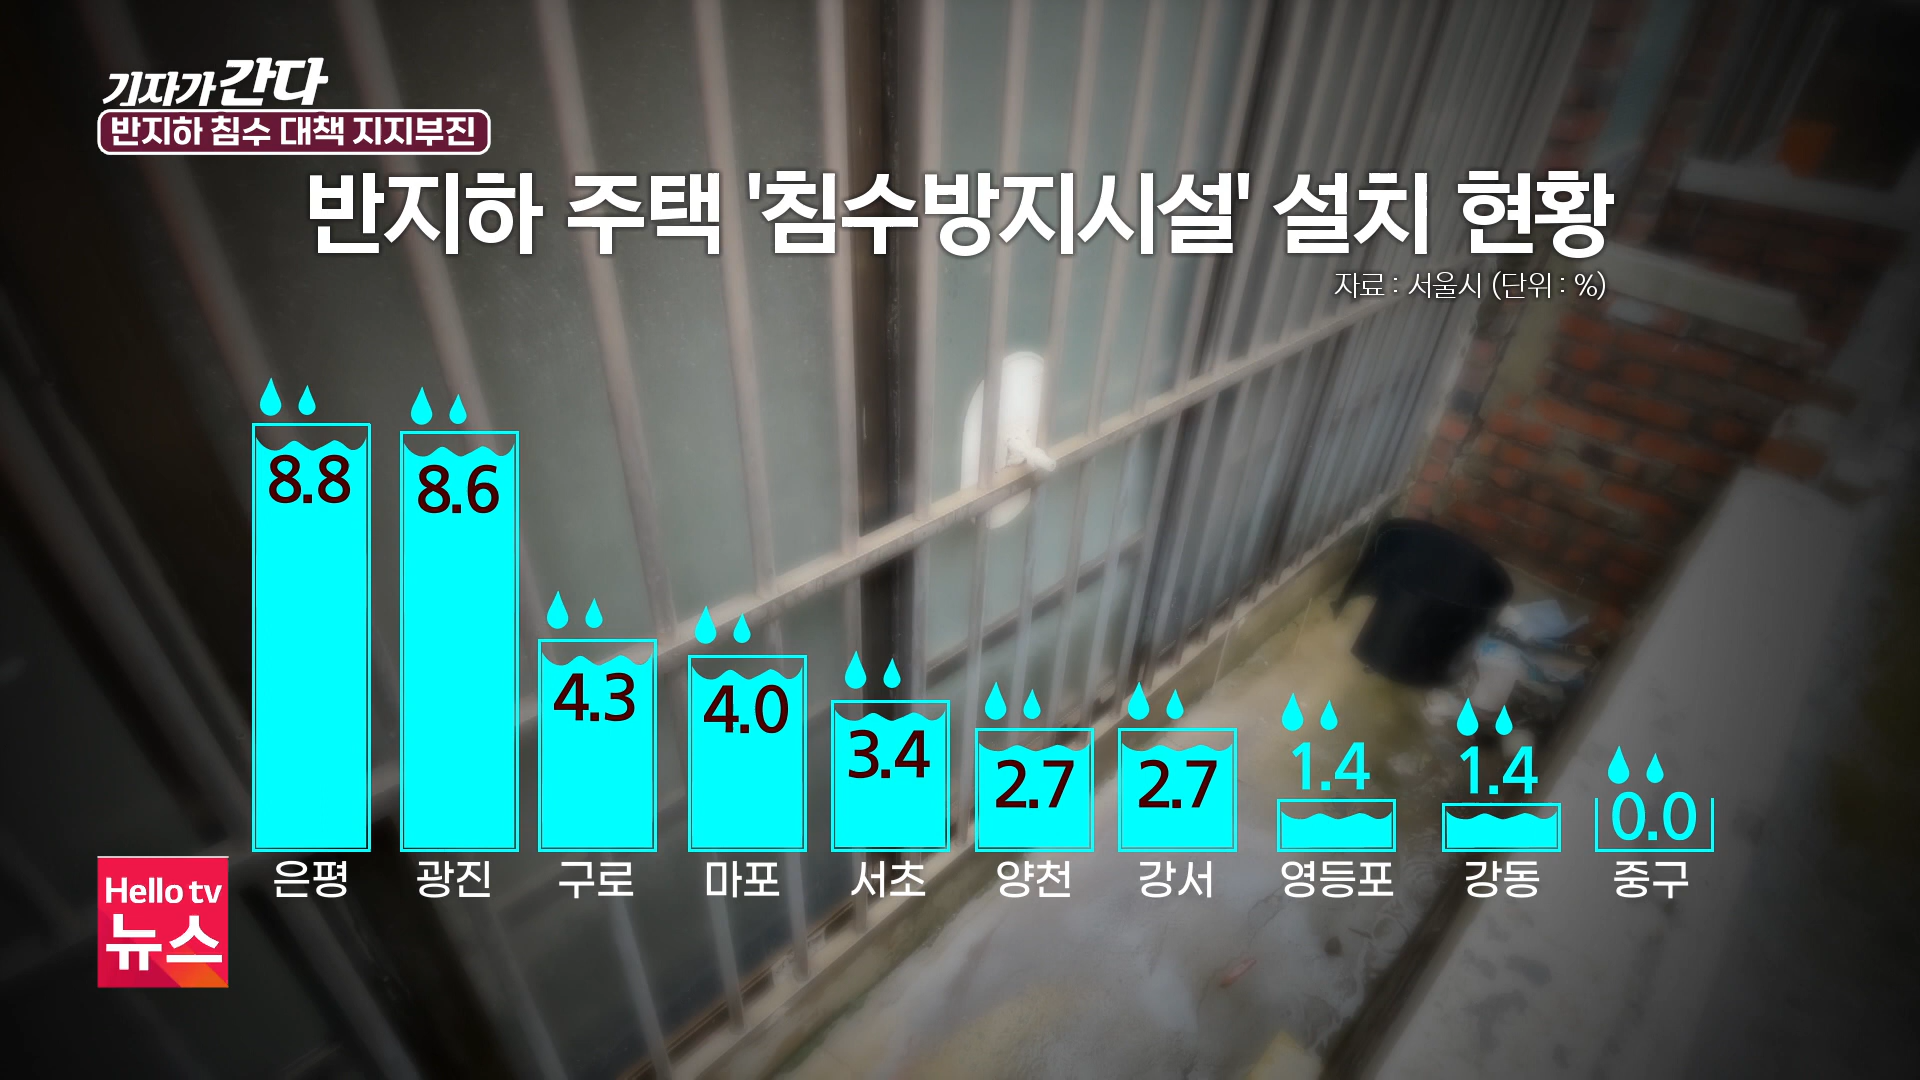 기자가 간다
반지하 침수 대책 지지부진
반지하 주택 '침수방지시설' 설치 현황
자료 : 서울시 (단위 : %)
8.8 8.6 4.3 4.0 3.4 2.7 2.7 1.4 1.4 0.0
은평 광진 구로 마포 서초 양천 강서 영등포 강동 중구
Hello tv
뉴스